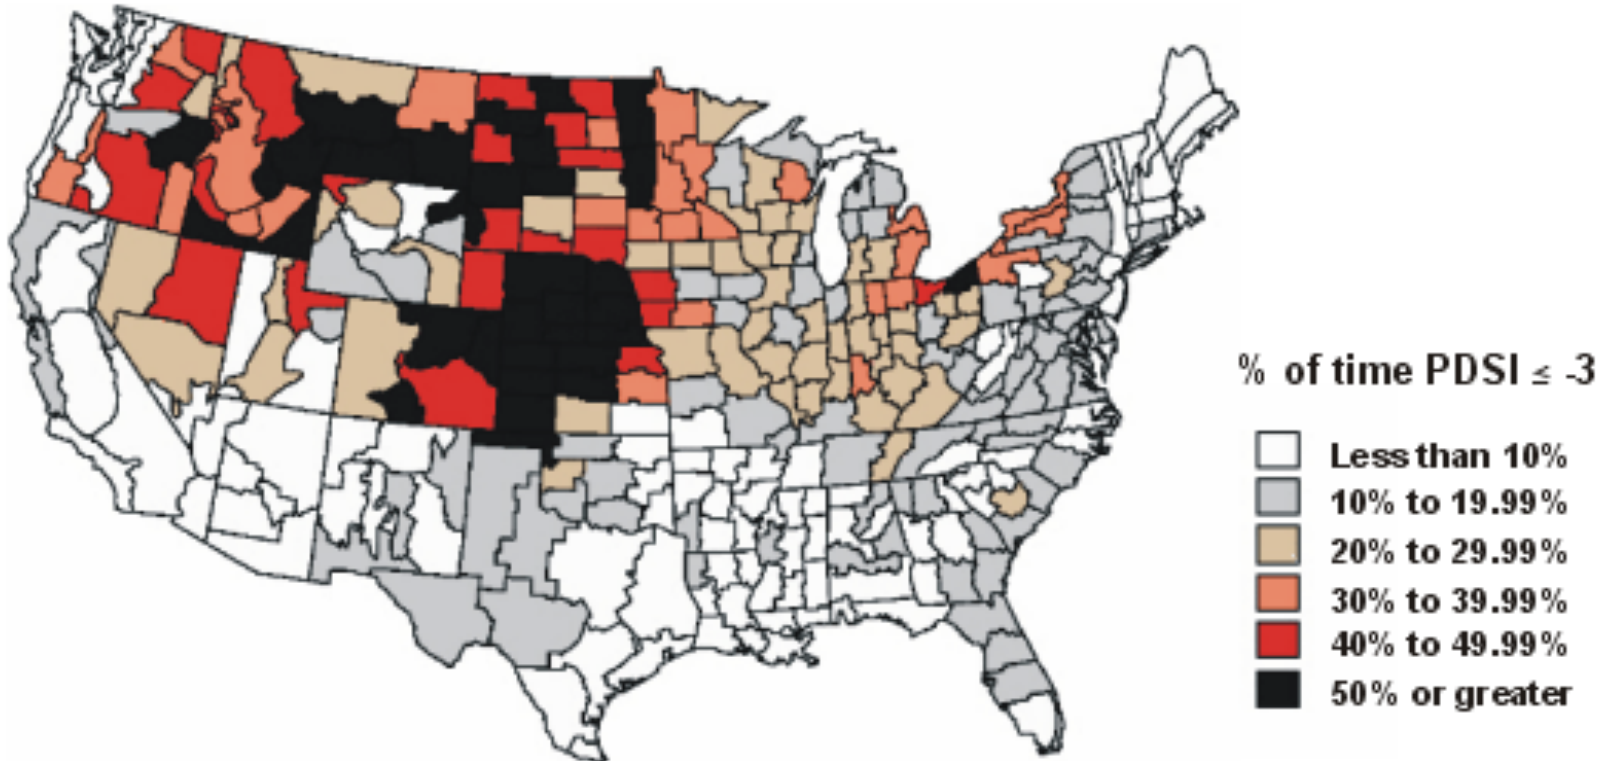 % of time PDSI ≤ -3
Less than 10%
10% to 19.99%
20% to 29.99%
30% to 39.99%
40% to 49.99%
50% or greater